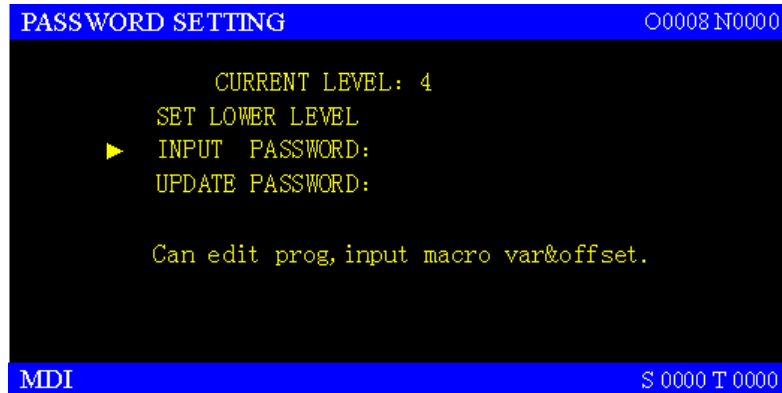 PASSWORD SETTING O0008 N0000
CURRENT LEVEL: 4
SET LOWER LEVEL
INPUT PASSWORD:
UPDATE PASSWORD:
Can edit prog, input macro var&offset.
MDI S 0000 T 0000